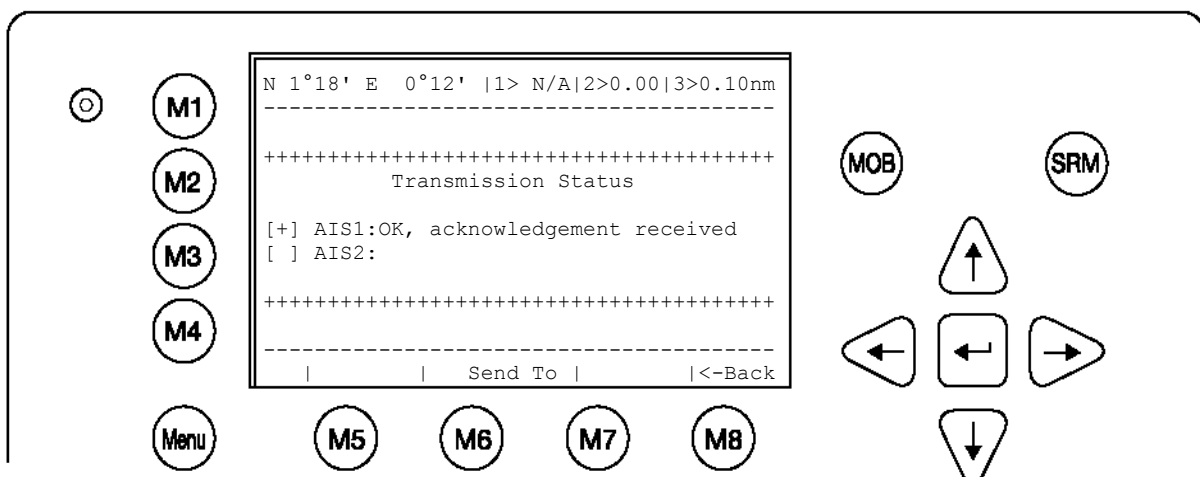 N 1°18' E  0°12' |1> N/A|2>0.00|3>0.10nm
----------------------------------------
++++++++++++++++++++++++++++++++++++++++
Transmission Status
[+] AIS1:OK, acknowledgement received
[ ] AIS2:
++++++++++++++++++++++++++++++++++++++++
----------------------------------------
|        |   Send To |        |<-Back
M1
M2
M3
M4
MOB
SRM
Menu
M5
M6
M7
M8